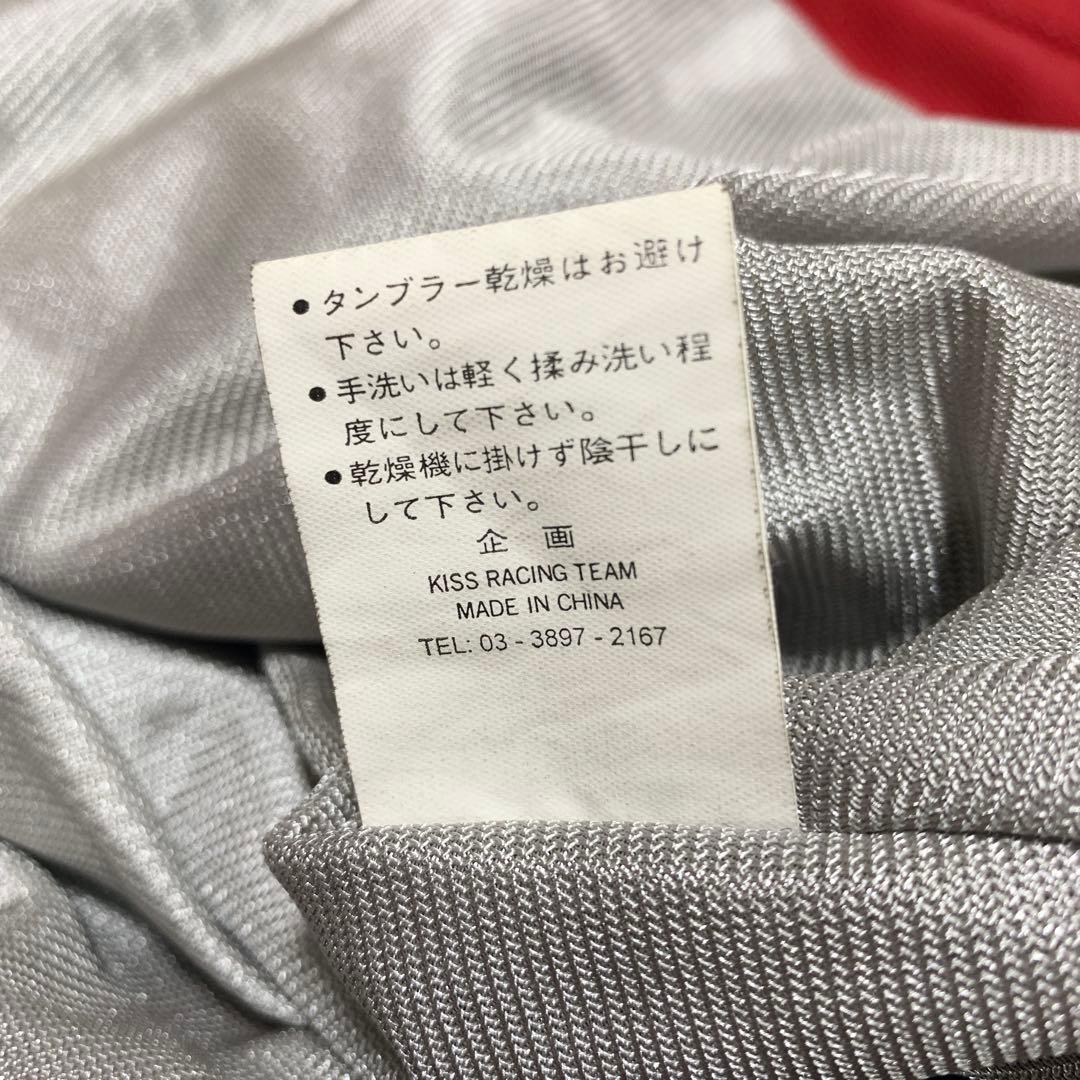 ●タンブラー乾燥はお避け
下さい。
●手洗いは軽く揉み洗い程
度にして下さい。
●乾燥機に掛けず陰干しに
して下さい。
企 画
KISS RACING TEAM
MADE IN CHINA
TEL: 03 - 3897 - 2167